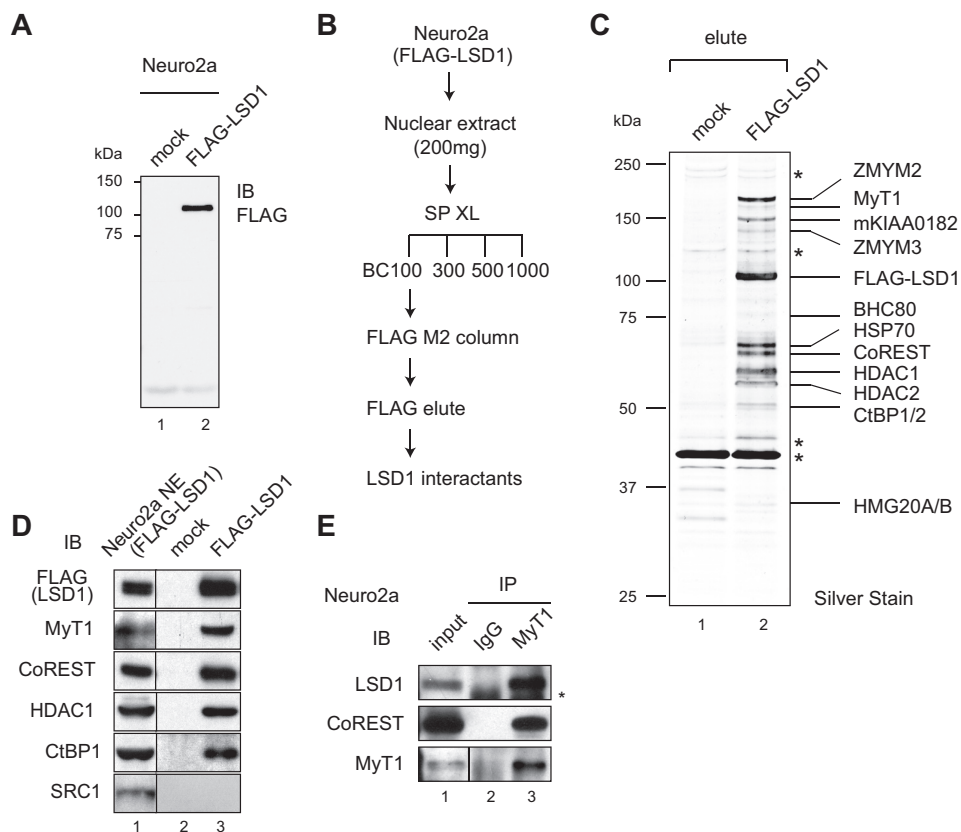 A
Neuro2a
mock
FLAG-LSD1
kDa
150
100
75
IB
FLAG
1 2
B
Neuro2a
(FLAG-LSD1)
Nuclear extract
(200mg)
SP XL
BC100 300 500 1000
FLAG M2 column
FLAG elute
LSD1 interactants
C
elute
mock
FLAG-LSD1
kDa
250
150
100
75
50
37
25
*
*
*
*
ZMYM2
MyT1
mKIAA0182
ZMYM3
FLAG-LSD1
BHC80
HSP70
CoREST
HDAC1
HDAC2
CtBP1/2
HMG20A/B
Silver Stain
1 2
D
IB
Neuro2a NE
(FLAG-LSD1)
mock
FLAG-LSD1
FLAG
(LSD1)
MyT1
CoREST
HDAC1
CtBP1
SRC1
1 2 3
E
Neuro2a
IP
IB
input
IgG
MyT1
LSD1
*
CoREST
MyT1
1 2 3